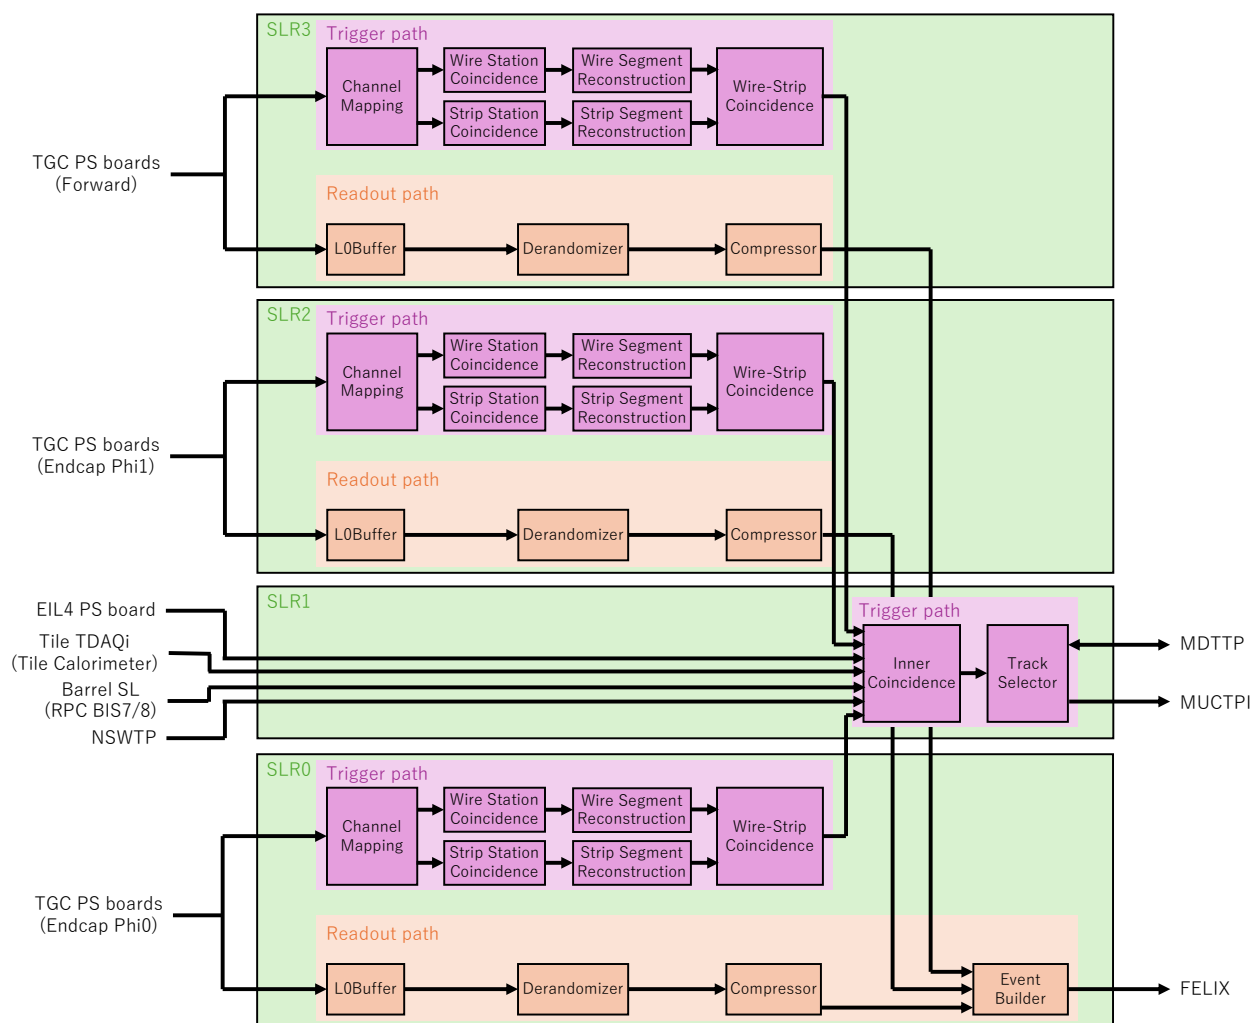 SLR3
Trigger path
Channel
Mapping
Wire Station
Coincidence
Wire Segment
Reconstruction
Strip Station
Coincidence
Strip Segment
Reconstruction
Wire-Strip
Coincidence
TGC PS boards
(Forward)
Readout path
L0Buffer
Derandomizer
Compressor
SLR2
Trigger path
Channel
Mapping
Wire Station
Coincidence
Wire Segment
Reconstruction
Strip Station
Coincidence
Strip Segment
Reconstruction
Wire-Strip
Coincidence
TGC PS boards
(Endcap Phi1)
Readout path
L0Buffer
Derandomizer
Compressor
SLR1
EIL4 PS board
Tile TDAQi
(Tile Calorimeter)
Barrel SL
(RPC BIS7/8)
NSWTP
Trigger path
Inner
Coincidence
Track
Selector
MDTTP
MUCTPI
SLR0
Trigger path
Channel
Mapping
Wire Station
Coincidence
Wire Segment
Reconstruction
Strip Station
Coincidence
Strip Segment
Reconstruction
Wire-Strip
Coincidence
TGC PS boards
(Endcap Phi0)
Readout path
L0Buffer
Derandomizer
Compressor
Event
Builder
FELIX